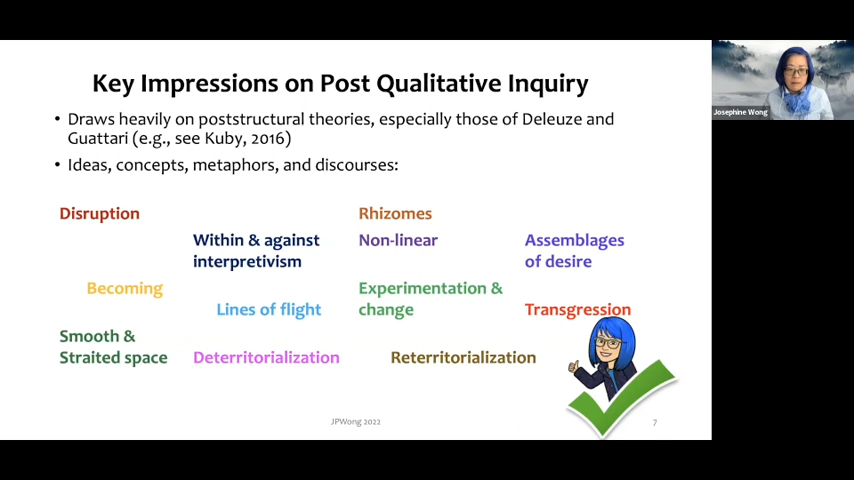 Key Impressions on Post Qualitative Inquiry
• Draws heavily on poststructural theories, especially those of Deleuze and
Guattari (e.g., see Kuby, 2016)
• Ideas, concepts, metaphors, and discourses:
Disruption
Rhizomes
Within & against
interpretivism
Non-linear
Assemblages
of desire
Becoming
Experimentation &
change
Lines of flight
Transgression
Smooth &
Straited space
Deterritorialization
Reterritorialization
JPWong 2022
7
Josephine Wong